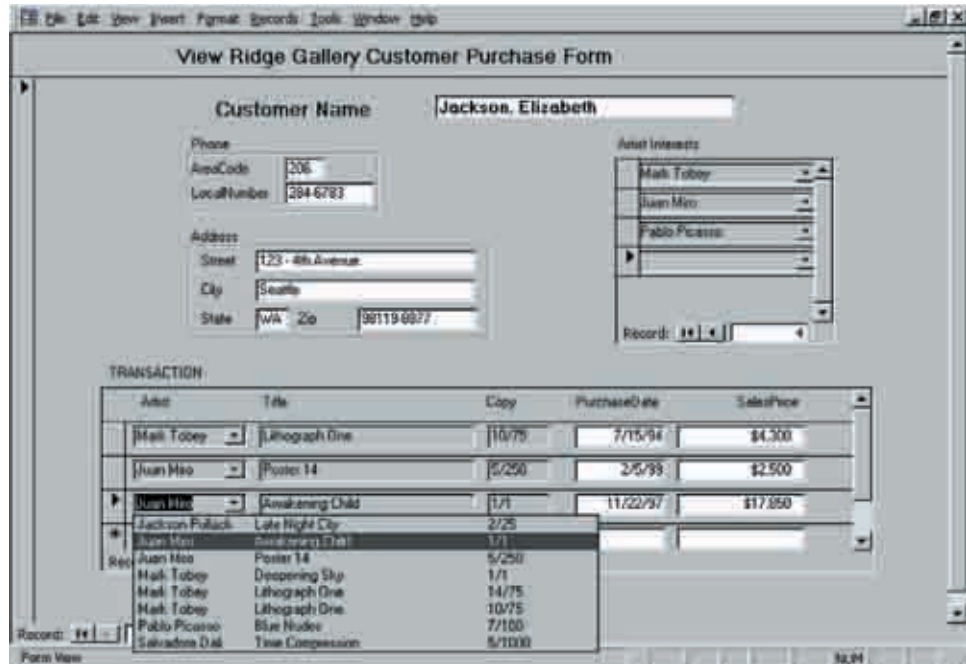 File Edit View Insert Format Records Tools Window Help
View Ridge Gallery Customer Purchase Form
Customer Name Jackson, Elizabeth
Phone
AreaCode 206
LocalNumber 284-6783
Artist Interests
Mark Tobey
Juan Miro
Pablo Picasso
Record: 4
Address
Street 123 - 4th Avenue
City Seattle
State WA Zip 98119-8877
TRANSACTION
Artist Title Copy PurchaseDate SalesPrice
Mark Tobey Lithograph One 10/75 7/15/94 $4,300
Juan Miro Poster 14 5/250 2/5/99 $2,500
Juan Miro Awakening Child 1/1 11/22/97 $17,850
Jackson Pollack Late Night City 2/25
Juan Miro Awakening Child 1/1
Juan Miro Poster 14 5/250
Mark Tobey Deepening Sky 1/1
Mark Tobey Lithograph One 14/75
Mark Tobey Lithograph One 10/75
Pablo Picasso Blue Nudes 7/100
Salvadore Dali Time Compression 5/1000
Rec
Record:
Form View NUM